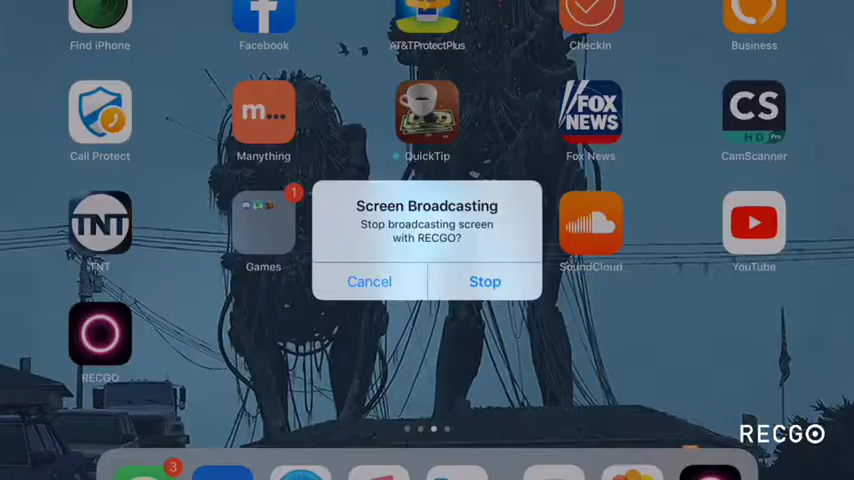 Find iPhone
Facebook
AT&TProtectPlus
CheckIn
Business
Call Protect
m...
Manything
QuickTip
FOX
NEWS
Fox News
CS
HD Pro
CamScanner
TNT
TNT
1
Games
Screen Broadcasting
Stop broadcasting screen
with RECGO?
Cancel
Stop
SoundCloud
YouTube
RECGO
RECGO
3